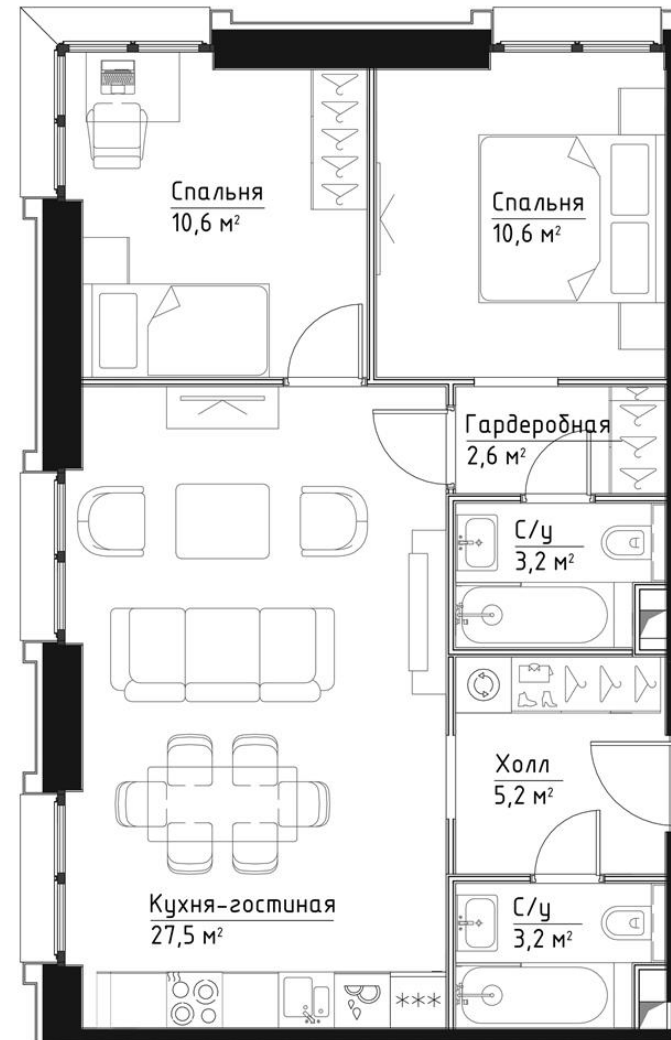 Спальня
10,6 м²
Спальня
10,6 м²
Гардеробная
2,6 м²
С/у
3,2 м²
Холл
5,2 м²
Кухня-гостиная
27,5 м²
С/у
3,2 м²
***